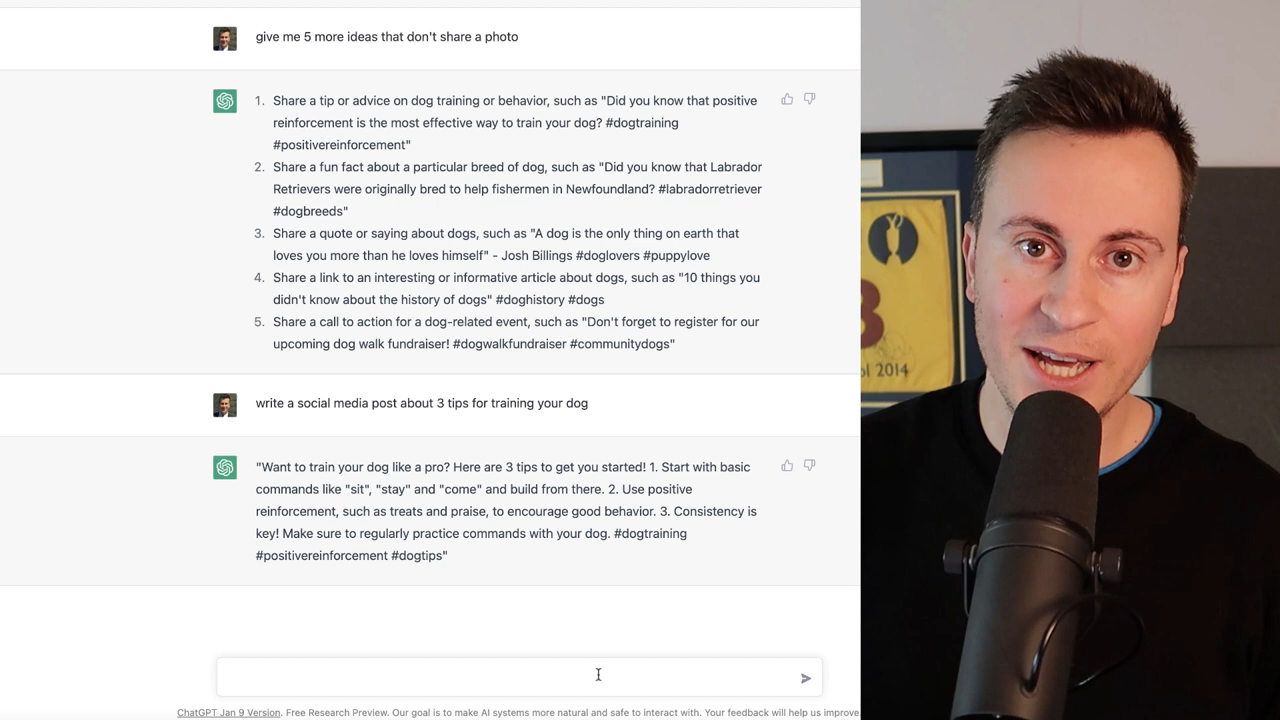 give me 5 more ideas that don't share a photo
1. Share a tip or advice on dog training or behavior, such as "Did you know that positive
reinforcement is the most effective way to train your dog? #dogtraining
#positivereinforcement"
2. Share a fun fact about a particular breed of dog, such as "Did you know that Labrador
Retrievers were originally bred to help fishermen in Newfoundland? #labradorretriever
#dogbreeds"
3. Share a quote or saying about dogs, such as "A dog is the only thing on earth that
loves you more than he loves himself" - Josh Billings #doglovers #puppylove
4. Share a link to an interesting or informative article about dogs, such as "10 things you
didn't know about the history of dogs" #doghistory #dogs
5. Share a call to action for a dog-related event, such as "Don't forget to register for our
upcoming dog walk fundraiser! #dogwalkfundraiser #communitydogs"
write a social media post about 3 tips for training your dog
"Want to train your dog like a pro? Here are 3 tips to get you started! 1. Start with basic
commands like "sit", "stay" and "come" and build from there. 2. Use positive
reinforcement, such as treats and praise, to encourage good behavior. 3. Consistency is
key! Make sure to regularly practice commands with your dog. #dogtraining
#positivereinforcement #dogtips"
ChatGPT Jan 9 Version. Free Research Preview. Our goal is to make AI systems more natural and safe to interact with. Your feedback will help us improve
2014